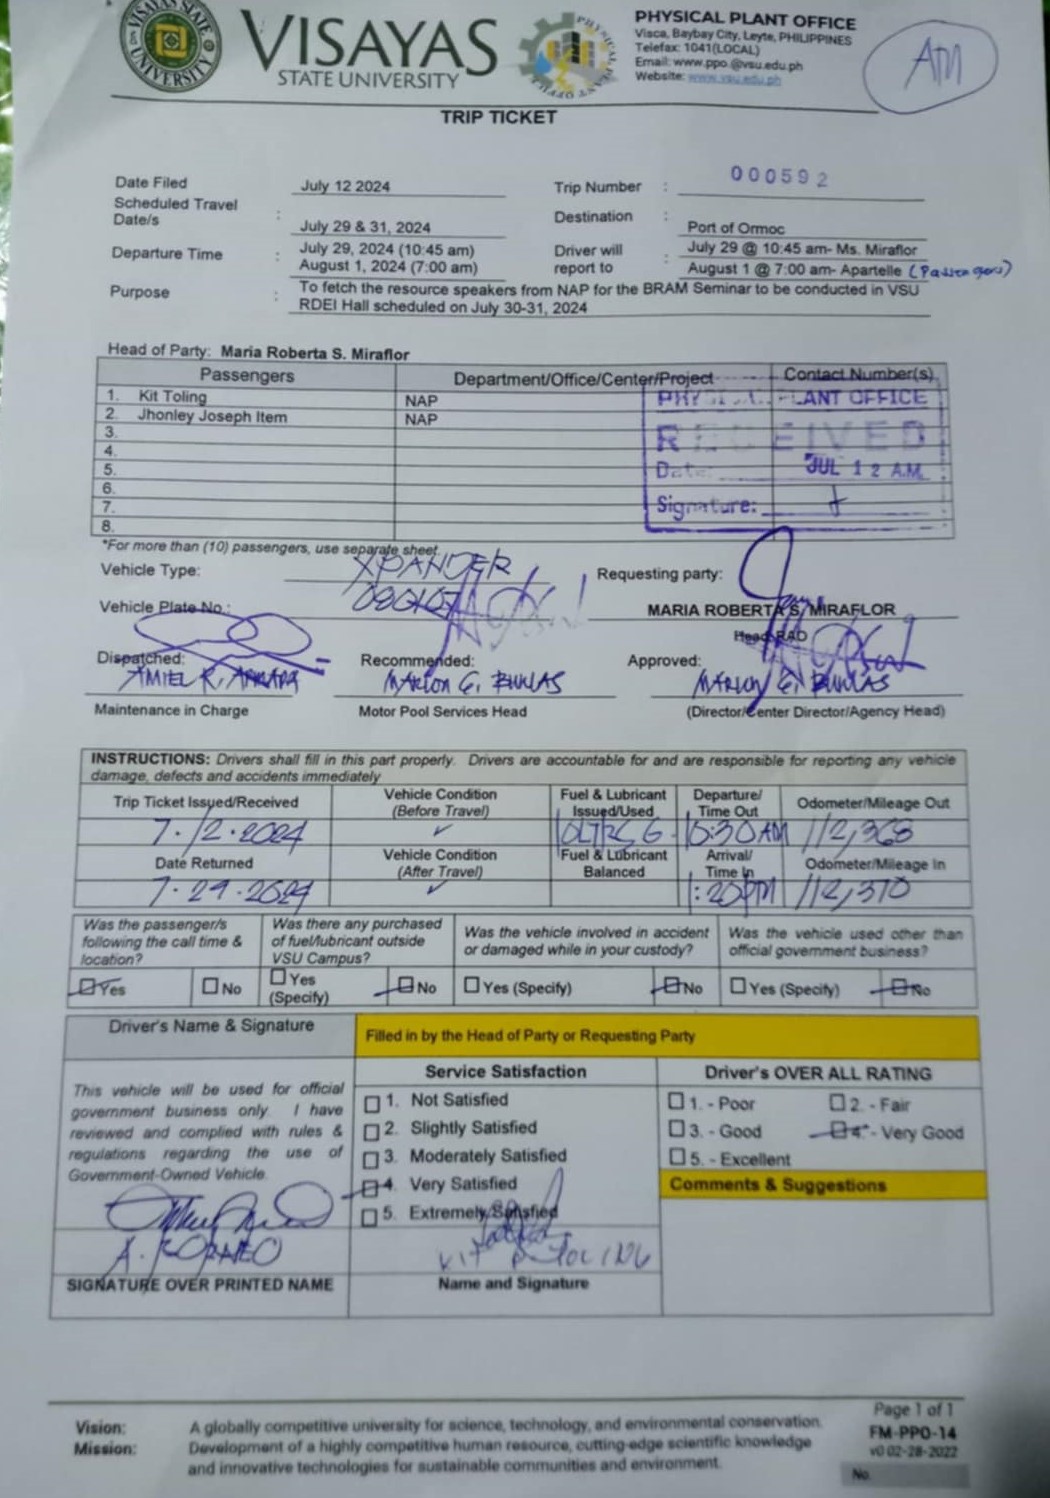 VISAYAS STATE UNIVERSITY
VISAYAS
STATE UNIVERSITY
PHYSICAL PLANT OFFICE
PHYSICAL PLANT OFFICE
Visca, Baybay City, Leyte, PHILIPPINES
Telefax: 1041(LOCAL)
Email: www.ppo.@vsu.edu.ph
Website: www.vsu.edu.ph
AM
TRIP TICKET
Date Filed July 12 2024 Trip Number : 000592
Scheduled Travel Date/s : July 29 & 31, 2024 Destination : Port of Ormoc
Departure Time : July 29, 2024 (10:45 am) Driver will report to : July 29 @ 10:45 am- Ms. Miraflor
August 1, 2024 (7:00 am) August 1 @ 7:00 am- Apartelle (Passengers)
Purpose : To fetch the resource speakers from NAP for the BRAM Seminar to be conducted in VSU
RDEI Hall scheduled on July 30-31, 2024
Head of Party: Maria Roberta S. Miraflor
Passengers Department/Office/Center/Project Contact Number(s)
1. Kit Toling NAP
2. Jhonley Joseph Item NAP
3.
4.
5.
6.
7.
8.
PHYSICAL PLANT OFFICE
RECEIVED
Date: JUL 12 A.M.
Signature:
*For more than (10) passengers, use separate sheet.
Vehicle Type: XPANDER Requesting party:
Vehicle Plate No.: MARIA ROBERTA S. MIRAFLOR
Head, RAD
Dispatched: Recommended: Approved:
AMIEL R. MARLON G. BURLAS MARLON G. BURLAS
Maintenance in Charge Motor Pool Services Head (Director/Center Director/Agency Head)
INSTRUCTIONS: Drivers shall fill in this part properly. Drivers are accountable for and are responsible for reporting any vehicle
damage, defects and accidents immediately
Trip Ticket Issued/Received Vehicle Condition (Before Travel) Fuel & Lubricant Issued/Used Departure/ Time Out Odometer/Mileage Out
7.12.2024 10LTRS G 10:30AM 112,368
Date Returned Vehicle Condition (After Travel) Fuel & Lubricant Balanced Arrival/ Time In Odometer/Mileage In
7.29.2024 1:20PM 112,370
Was the passenger/s following the call time & location? Was there any purchased of fuel/lubricant outside VSU Campus? Was the vehicle involved in accident or damaged while in your custody? Was the vehicle used other than official government business?
Yes No Yes (Specify) No Yes (Specify) No Yes (Specify) No
Driver's Name & Signature Filled in by the Head of Party or Requesting Party
Service Satisfaction Driver's OVER ALL RATING
This vehicle will be used for official
government business only. I have
reviewed and complied with rules &
regulations regarding the use of
Government-Owned Vehicle.
1. Not Satisfied
2. Slightly Satisfied
3. Moderately Satisfied
4. Very Satisfied
5. Extremely Satisfied
1. - Poor 2. - Fair
3. - Good 4. - Very Good
5. - Excellent
Comments & Suggestions
A. BORNEO
KIT P. TOLING
SIGNATURE OVER PRINTED NAME Name and Signature
Vision: A globally competitive university for science, technology, and environmental conservation.
Mission: Development of a highly competitive human resource, cutting-edge scientific knowledge
and innovative technologies for sustainable communities and environment.
Page 1 of 1
FM-PPO-14
v0 02-28-2022
No.